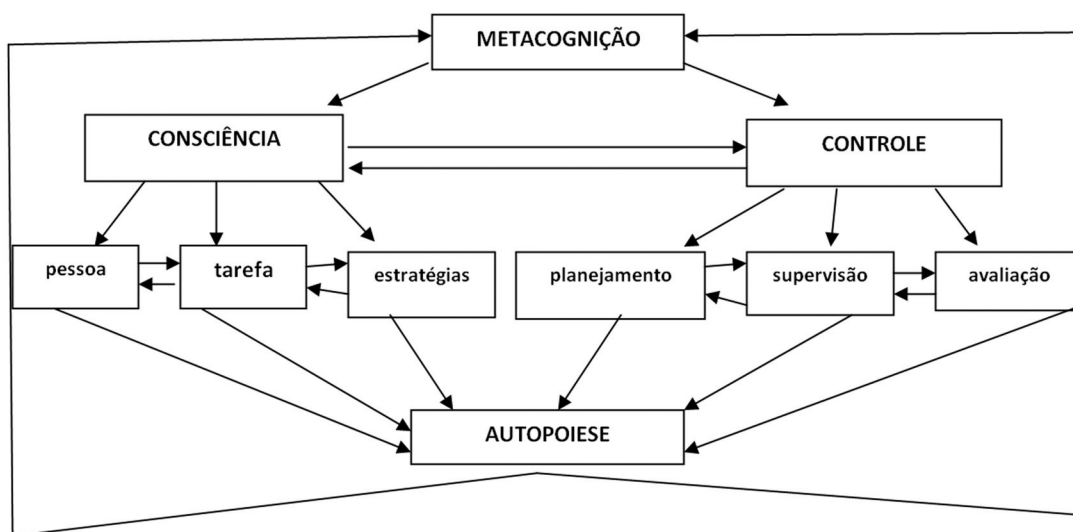 METACOGNIÇÃO
CONSCIÊNCIA
CONTROLE
pessoa
tarefa
estratégias
planejamento
supervisão
avaliação
AUTOPOIESE